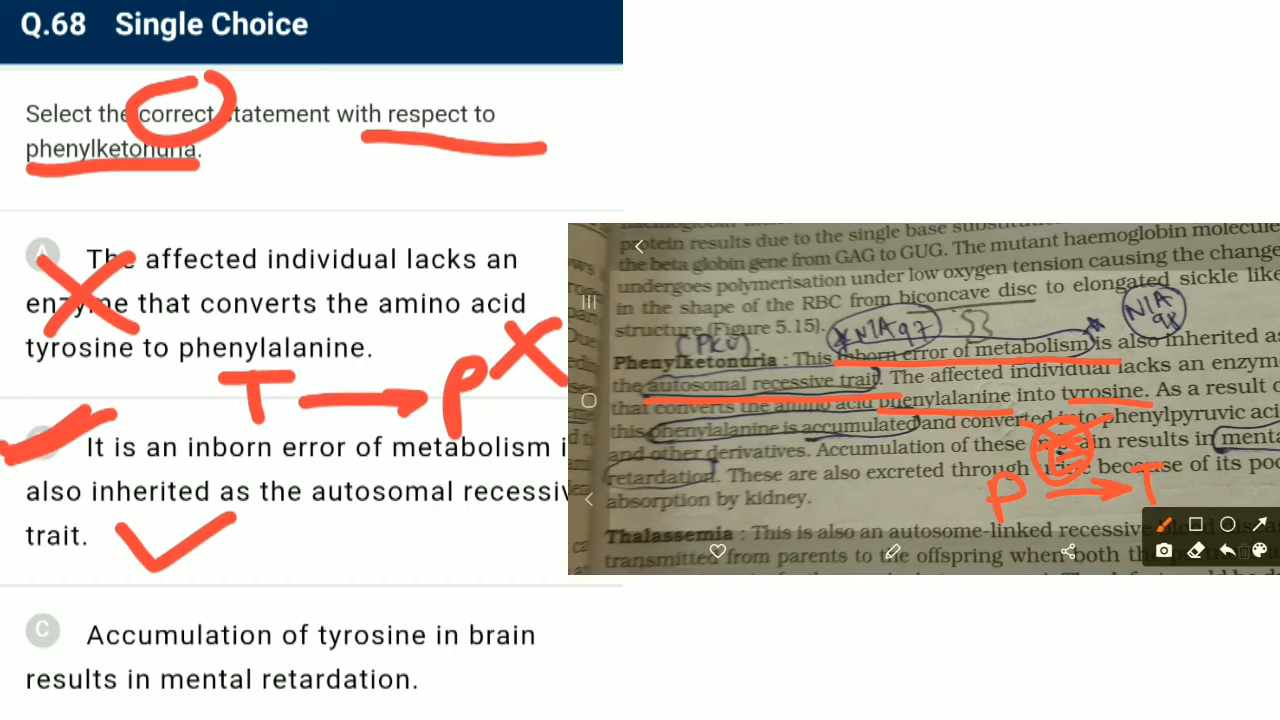 Q.68 Single Choice
Select the correct statement with respect to
phenylketonuria.
A The affected individual lacks an
enzyme that converts the amino acid
tyrosine to phenylalanine.
T → P
It is an inborn error of metabolism i
also inherited as the autosomal recessiv
trait.
C Accumulation of tyrosine in brain
results in mental retardation.
protein results due to the single base substitu
the beta globin gene from GAG to GUG. The mutant haemoglobin molecule
undergoes polymerisation under low oxygen tension causing the change
in the shape of the RBC from biconcave disc to elongated sickle like
structure (Figure 5.15).
(PKU)
N/A 97
N/A
98
Phenylketonuria : This inborn error of metabolism is also inherited as
the autosomal recessive trait. The affected individual lacks an enzym
that converts the amino acid phenylalanine into tyrosine. As a result o
this phenylalanine is accumulated and converted into phenylpyruvic aci
and other derivatives. Accumulation of these in brain results in menta
retardation. These are also excreted through urine because of its poo
absorption by kidney.
P → T
Thalassemia : This is also an autosome-linked recessive blood
transmitted from parents to the offspring when both th